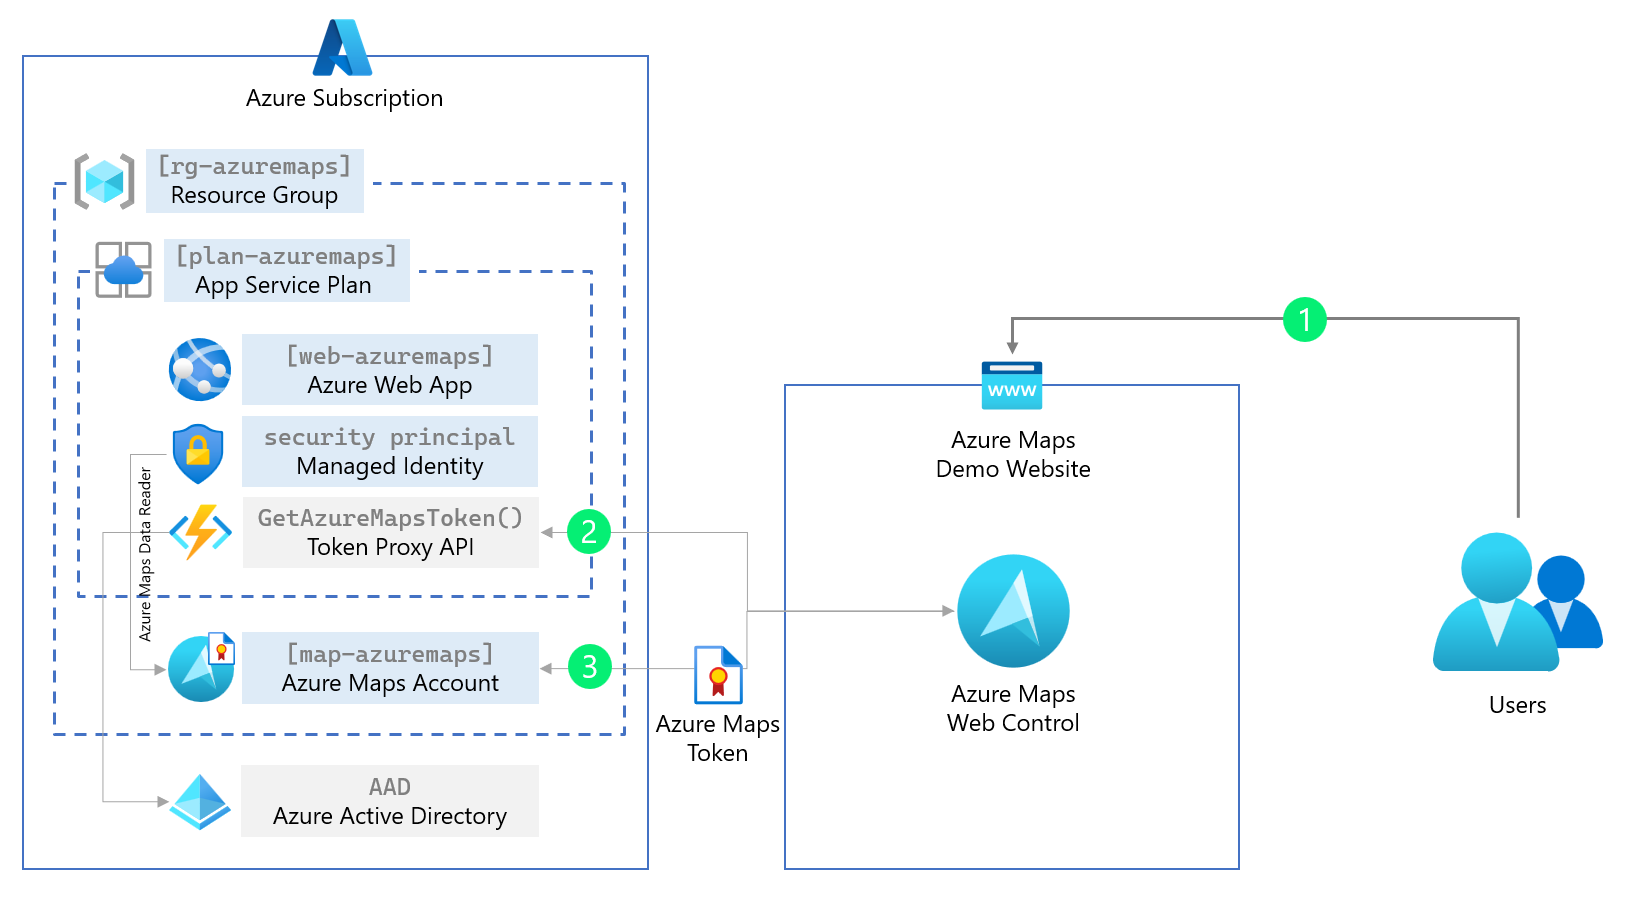 Azure Subscription
[rg-azuremaps]
Resource Group
[plan-azuremaps]
App Service Plan
[web-azuremaps]
Azure Web App
security principal
Managed Identity
Azure Maps Data Reader
GetAzureMapsToken()
Token Proxy API
2
[map-azuremaps]
Azure Maps Account
3
Azure Maps
Token
AAD
Azure Active Directory
1
www
Azure Maps
Demo Website
Azure Maps
Web Control
Users